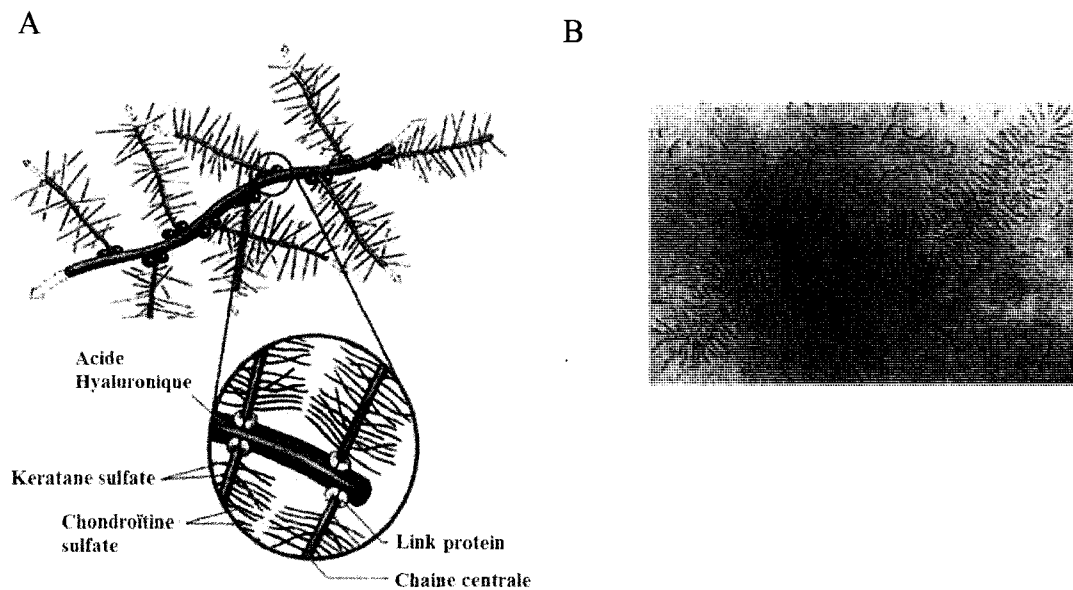 A
B
Acide
Hyaluronique
Keratane sulfate
Chondroïtine
sulfate
Link protein
Chaine centrale